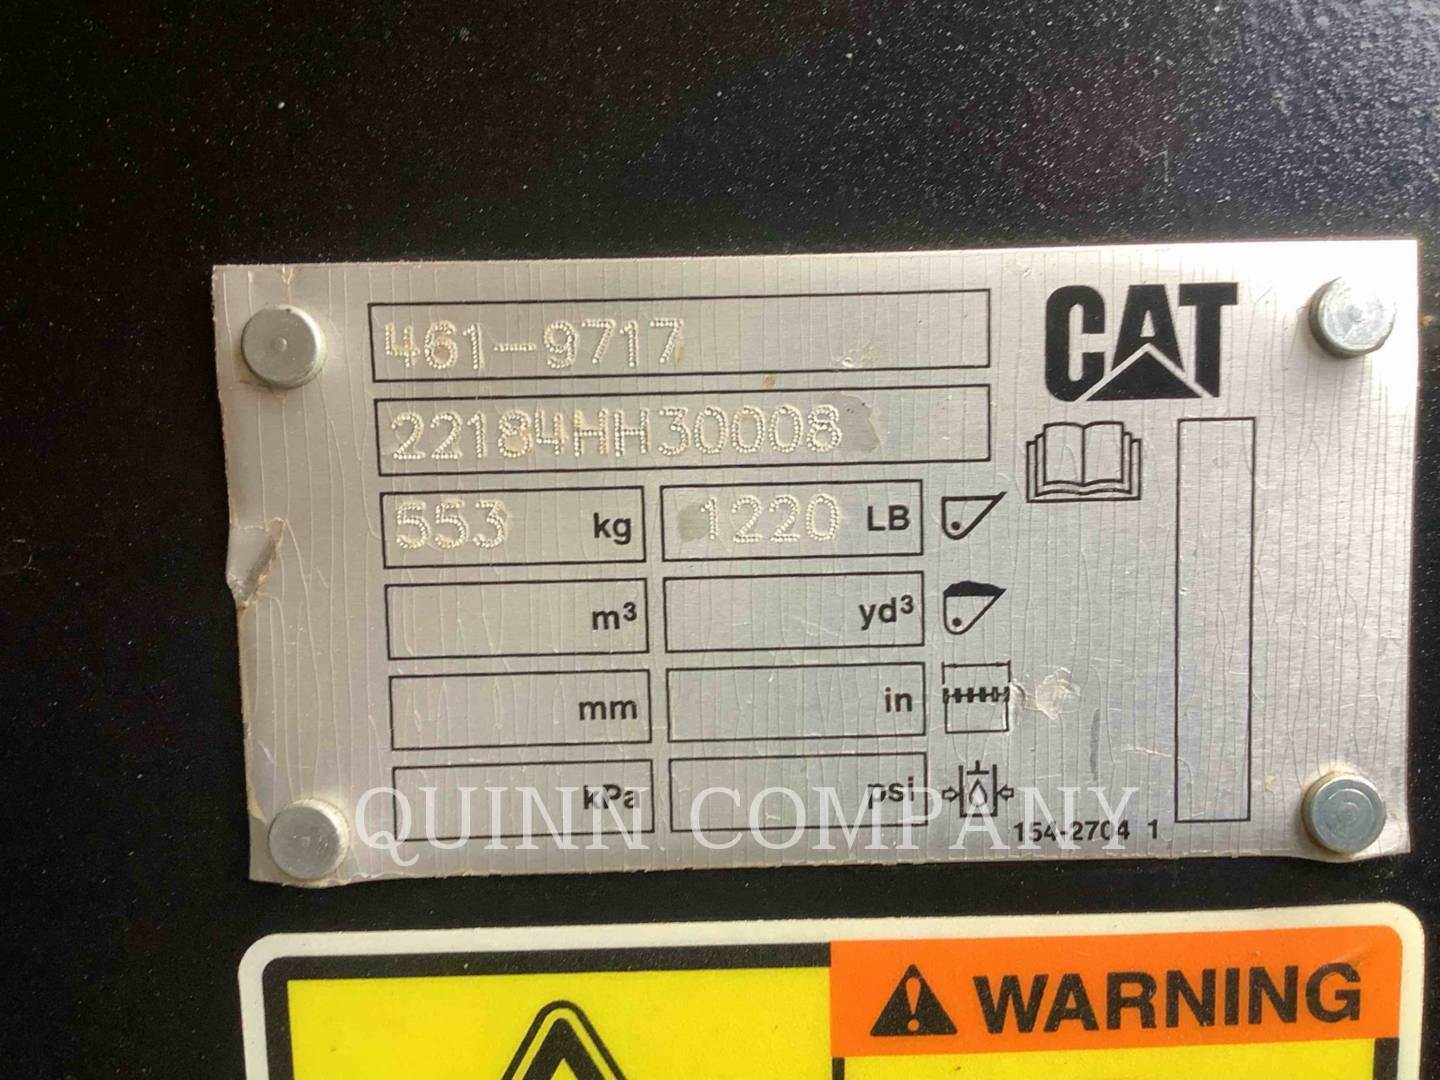 461-9717
CAT
22184HH30008
553 kg 1220 LB
m³ yd³
mm in
kPa psi
154-2704 1
QUINN COMPANY
WARNING